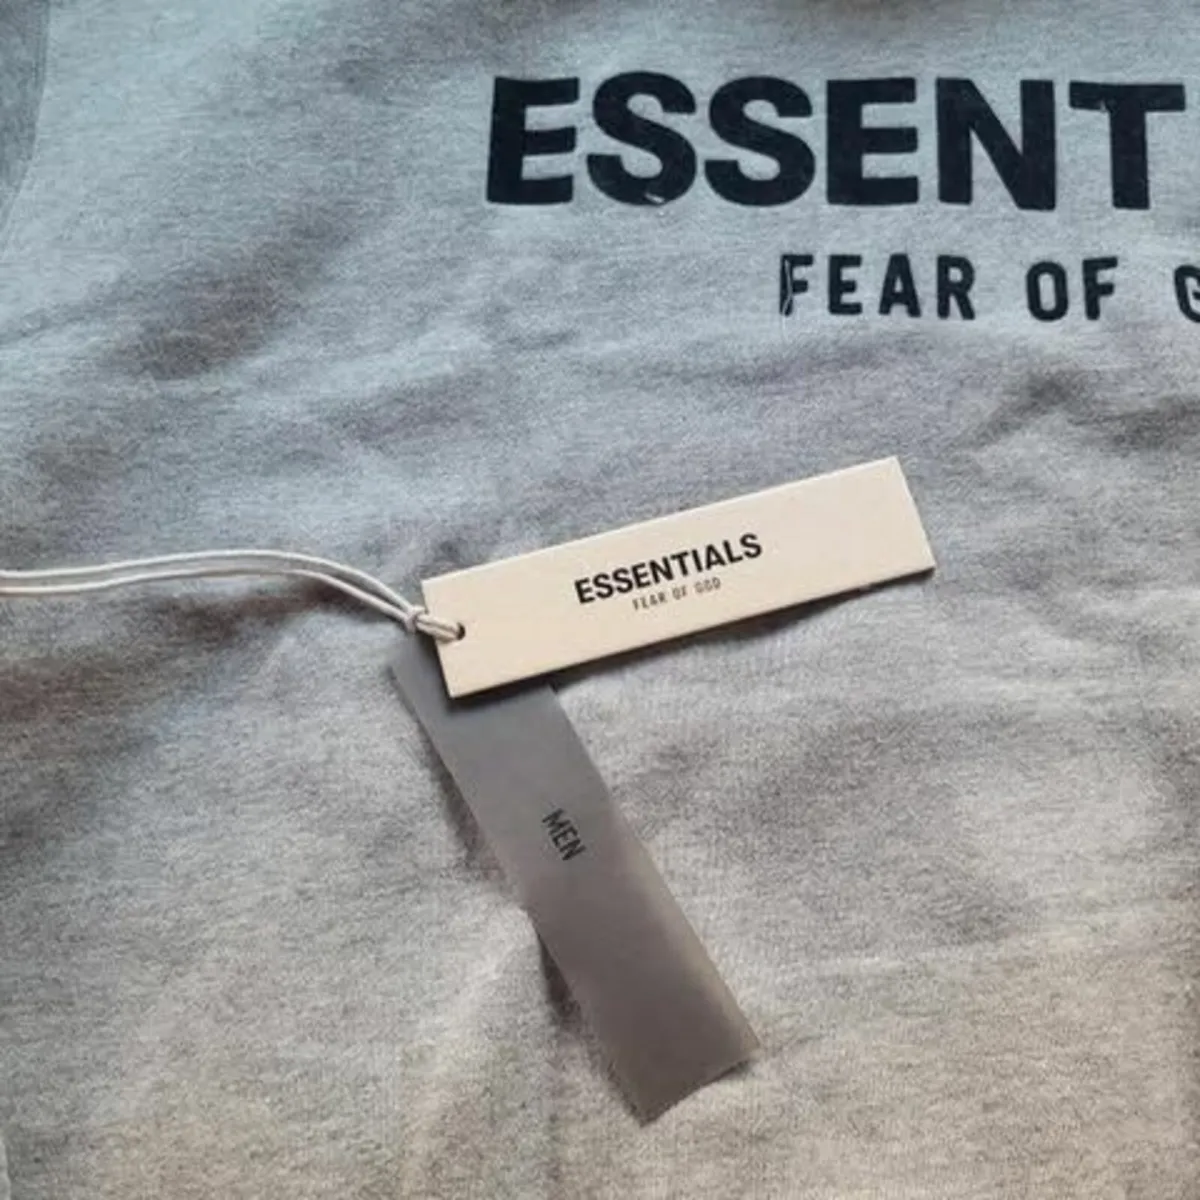 ESSENT
FEAR OF G
ESSENTIALS
FEAR OF GOD
MEN